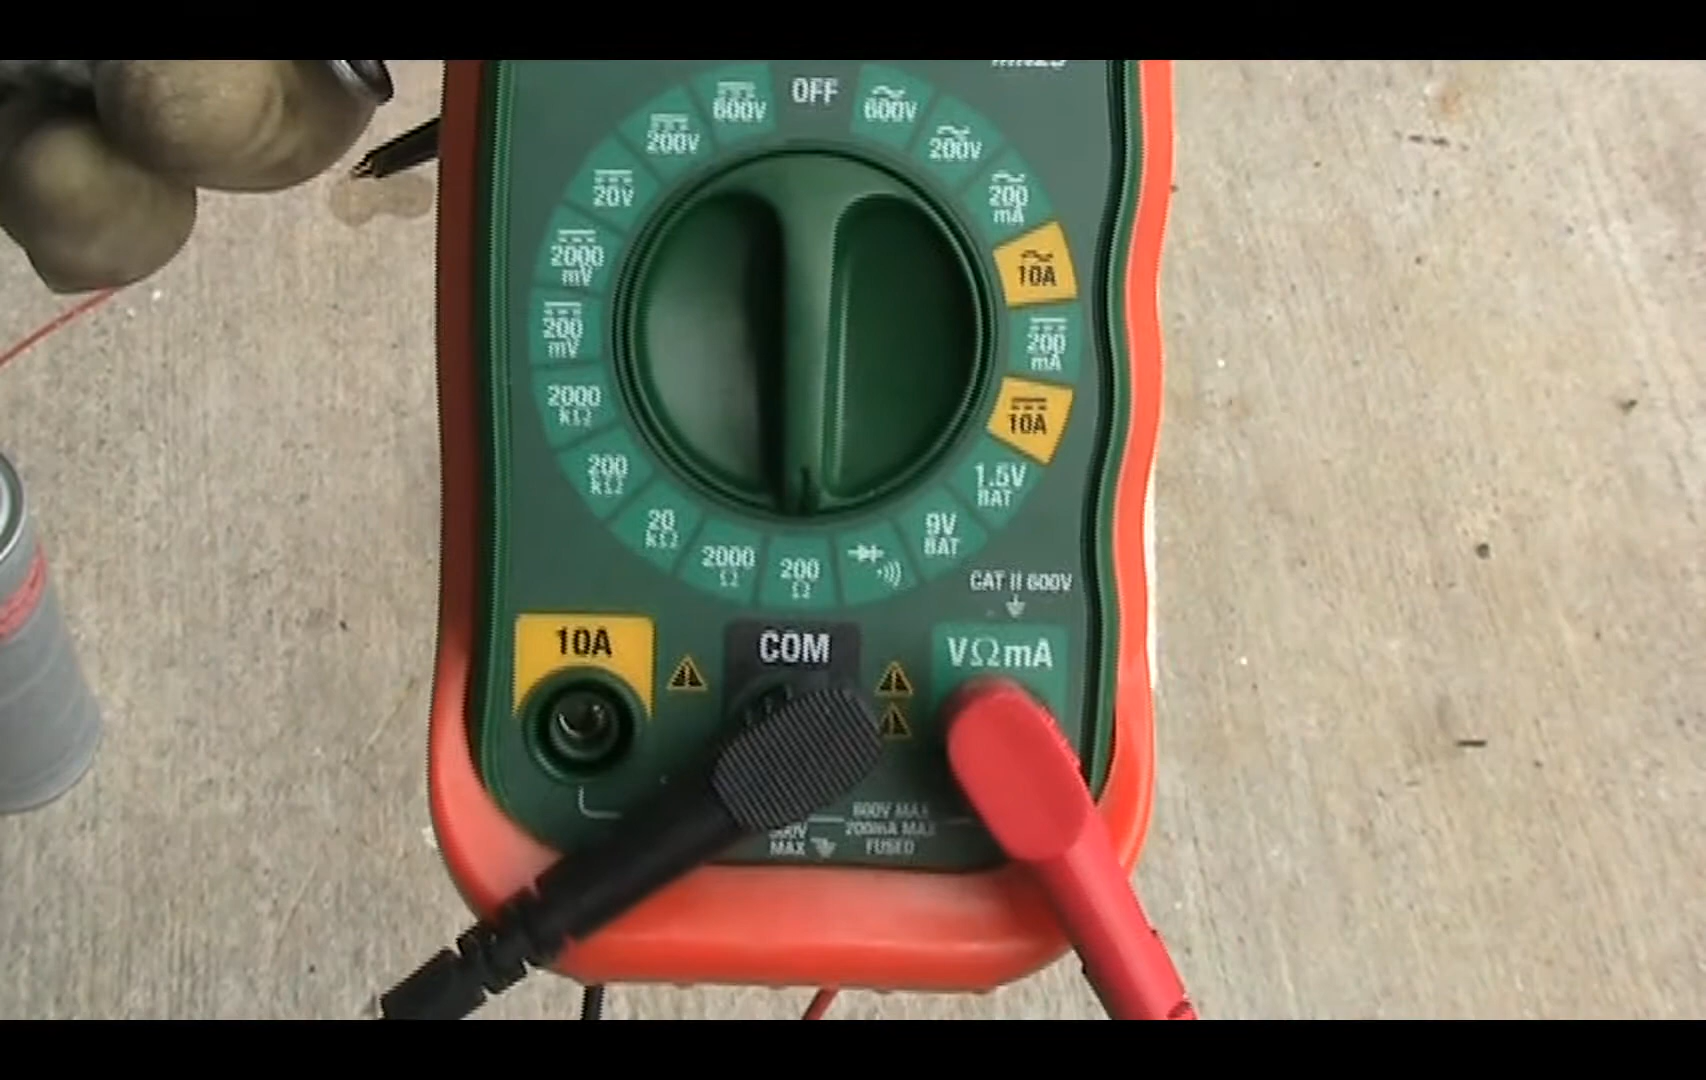 OFF
600V
200V
20V
2000
mV
200
mV
2000
kΩ
200
kΩ
20
kΩ
2000
Ω
200
Ω
600V
200V
200
mA
10A
200
mA
10A
1.5V
BAT
9V
BAT
CAT II 600V
10A
COM
VΩmA
MAX
600V MAX
200mA MAX
FUSED